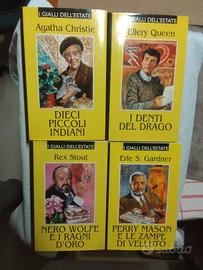 I GIALLI DELL'ESTATE
Agatha Christie
DIECI
PICCOLI
INDIANI
I GIALLI DELL'ESTATE
Ellery Queen
I DENTI
DEL DRAGO
I GIALLI DELL'ESTATE
Rex Stout
NERO WOLFE
E I RAGNI
D'ORO
I GIALLI DELL'ESTATE
Erle S. Gardner
PERRY MASON
E LE ZAMPE
DI VELLUTO
subito